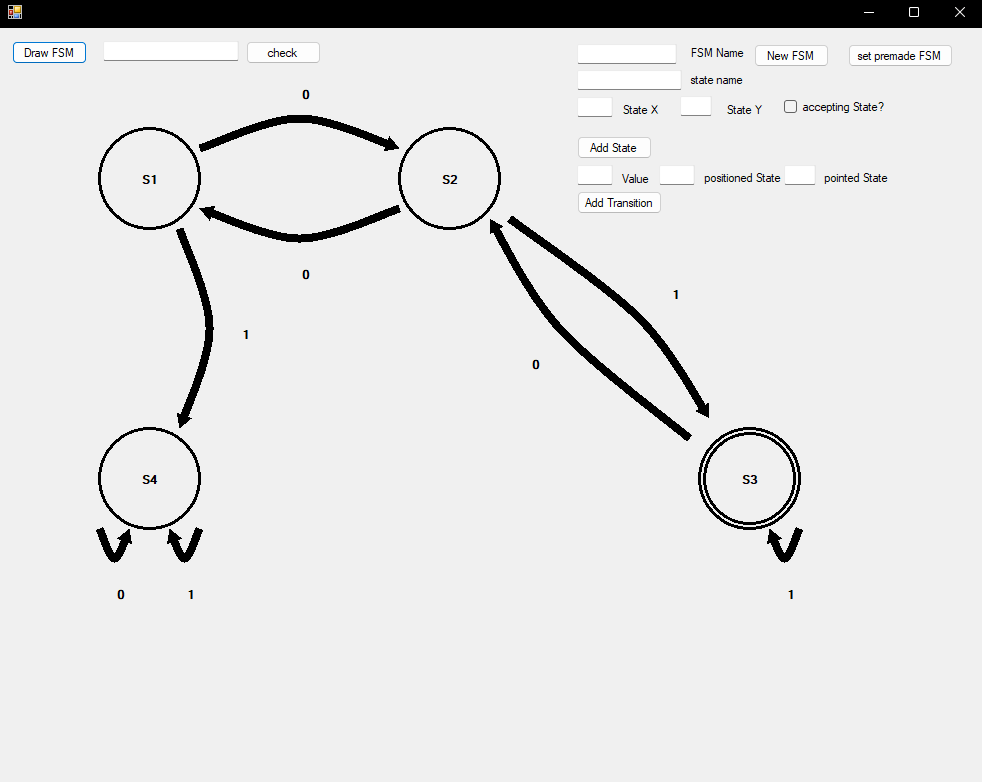 Draw FSM check FSM Name New FSM set premade FSM
state name
0
State X State Y accepting State?
Add State
S1 S2 Value positioned State pointed State
Add Transition
0
1
1
0
S4 S3
0 1 1